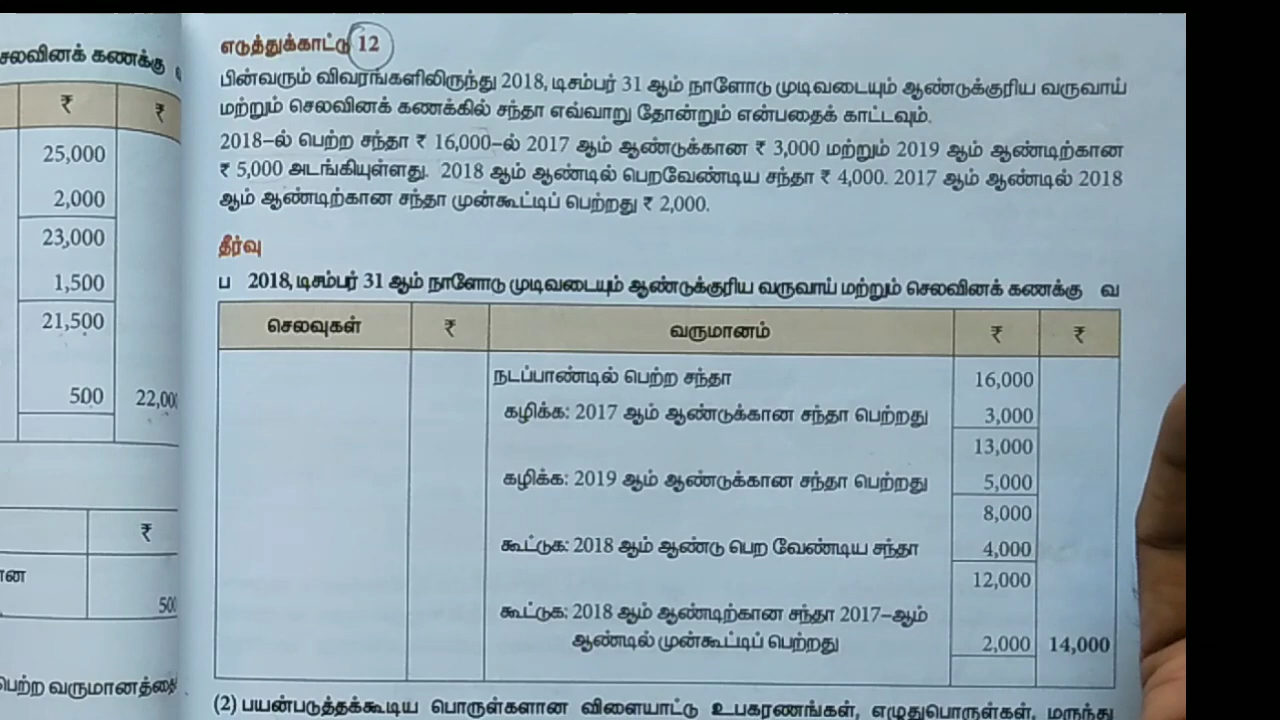 செலவினக் கணக்கு
₹ ₹
25,000
2,000
23,000
1,500
21,500
500 22,00
₹
500
பெற்ற வருமானத்தை
எடுத்துக்காட்டு 12
பின்வரும் விவரங்களிலிருந்து 2018, டிசம்பர் 31 ஆம் நாளோடு முடிவடையும் ஆண்டுக்குரிய வருவாய்
மற்றும் செலவினக் கணக்கில் சந்தா எவ்வாறு தோன்றும் என்பதைக் காட்டவும்.
2018–ல் பெற்ற சந்தா ₹ 16,000–ல் 2017 ஆம் ஆண்டுக்கான ₹ 3,000 மற்றும் 2019 ஆம் ஆண்டிற்கான
₹ 5,000 அடங்கியுள்ளது. 2018 ஆம் ஆண்டில் பெறவேண்டிய சந்தா ₹ 4,000. 2017 ஆம் ஆண்டில் 2018
ஆம் ஆண்டிற்கான சந்தா முன்கூட்டிப் பெற்றது ₹ 2,000.
தீர்வு
ப 2018, டிசம்பர் 31 ஆம் நாளோடு முடிவடையும் ஆண்டுக்குரிய வருவாய் மற்றும் செலவினக் கணக்கு வ
செலவுகள் ₹ வருமானம் ₹ ₹
நடப்பாண்டில் பெற்ற சந்தா 16,000
கழிக்க: 2017 ஆம் ஆண்டுக்கான சந்தா பெற்றது 3,000
13,000
கழிக்க: 2019 ஆம் ஆண்டுக்கான சந்தா பெற்றது 5,000
8,000
கூட்டுக: 2018 ஆம் ஆண்டு பெற வேண்டிய சந்தா 4,000
12,000
கூட்டுக: 2018 ஆம் ஆண்டிற்கான சந்தா 2017–ஆம்
ஆண்டில் முன்கூட்டிப் பெற்றது 2,000 14,000
(2) பயன்படுத்தக்கூடிய பொருள்களான விளையாட்டு உபகரணங்கள், எழுதுபொருள்கள், மருந்து